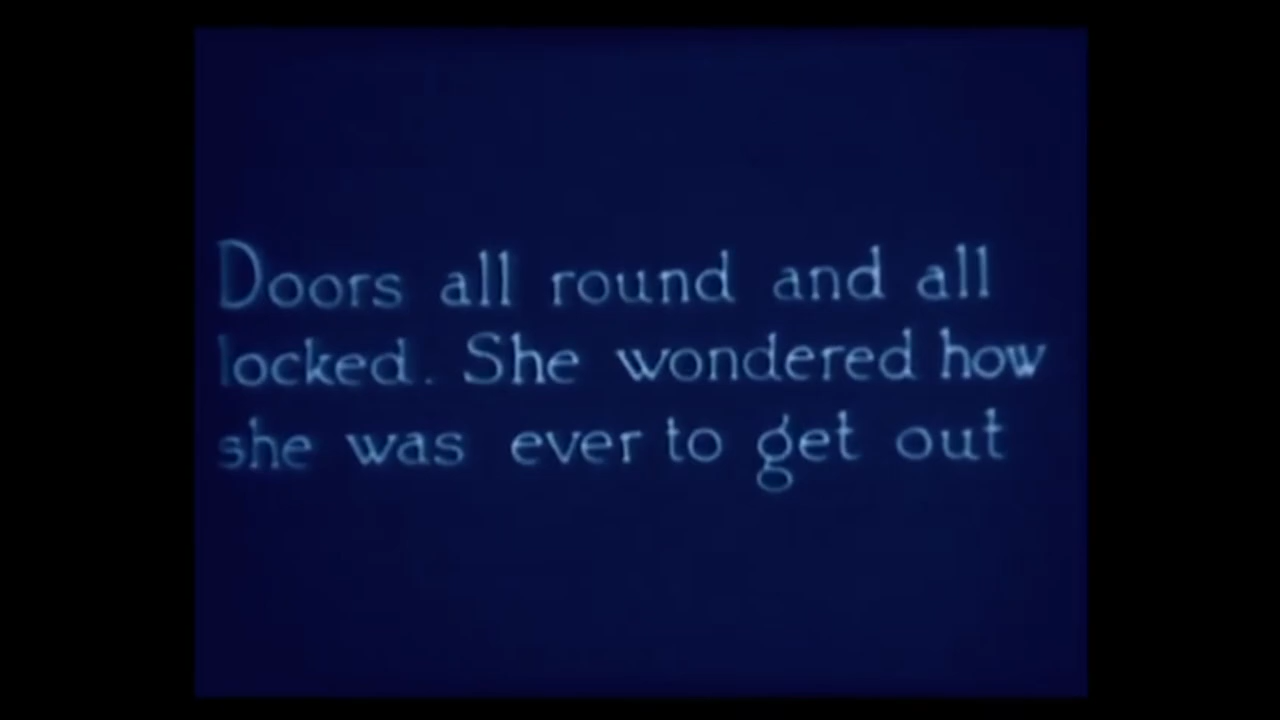 Doors all round and all
locked. She wondered how
she was ever to get out